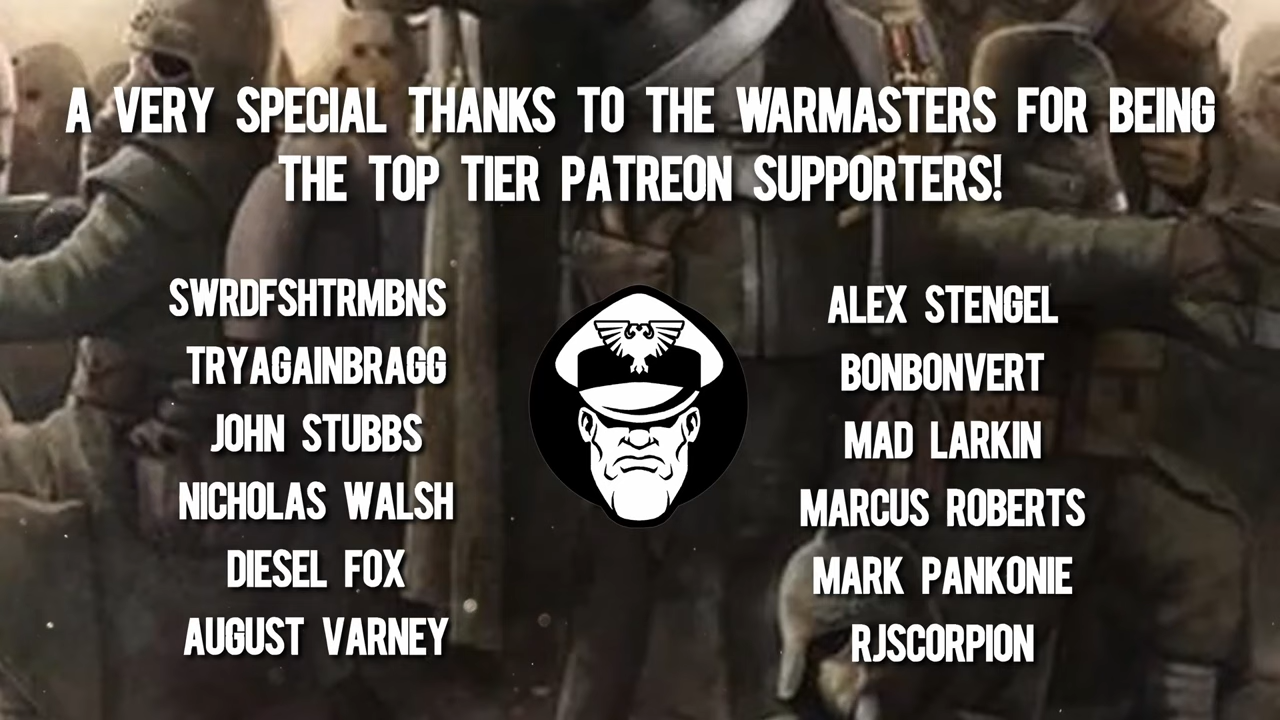 A VERY SPECIAL THANKS TO THE WARMASTERS FOR BEING
THE TOP TIER PATREON SUPPORTERS!
SWRDFSHTRMBNS
TRYAGAINBRAGG
JOHN STUBBS
NICHOLAS WALSH
DIESEL FOX
AUGUST VARNEY
ALEX STENGEL
BONBONVERT
MAD LARKIN
MARCUS ROBERTS
MARK PANKONIE
RJSCORPION